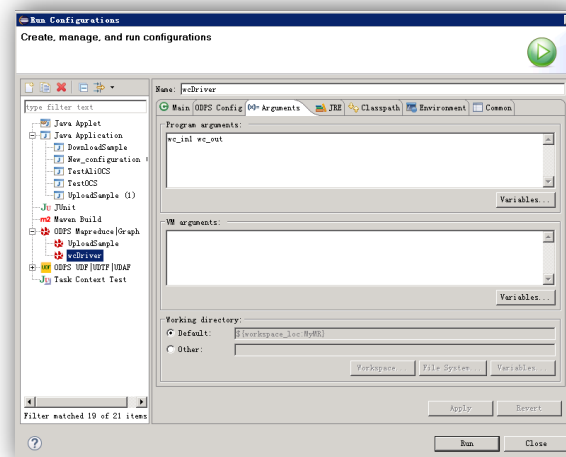 Run Configurations
Create, manage, and run configurations
type filter text
Java Applet
Java Application
DownloadSample
New_configuration
TestAliOCS
TestOCS
UploadSample (1)
JUnit
Maven Build
ODPS Mapreduce|Graph
UploadSample
wcDriver
ODPS UDF|UDTF|UDAF
Task Context Test
Filter matched 19 of 21 items
Name: wcDriver
Main ODPS Config Arguments JRE Classpath Environment Common
Program arguments:
wc_in1 wc_out
Variables...
VM arguments:
Variables...
Working directory:
Default: ${workspace_loc:MyMR}
Other:
Workspace... File System... Variables...
Apply Revert
Run Close